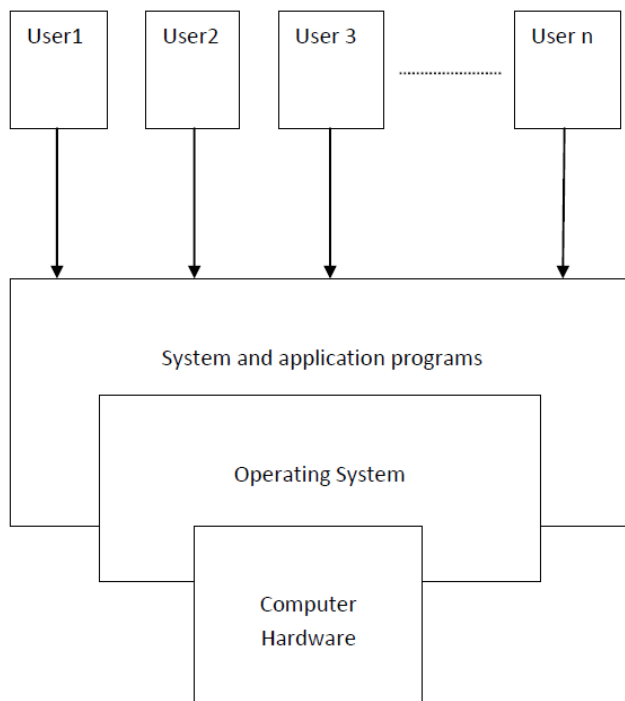 User1
User2
User 3
User n
System and application programs
Operating System
Computer
Hardware